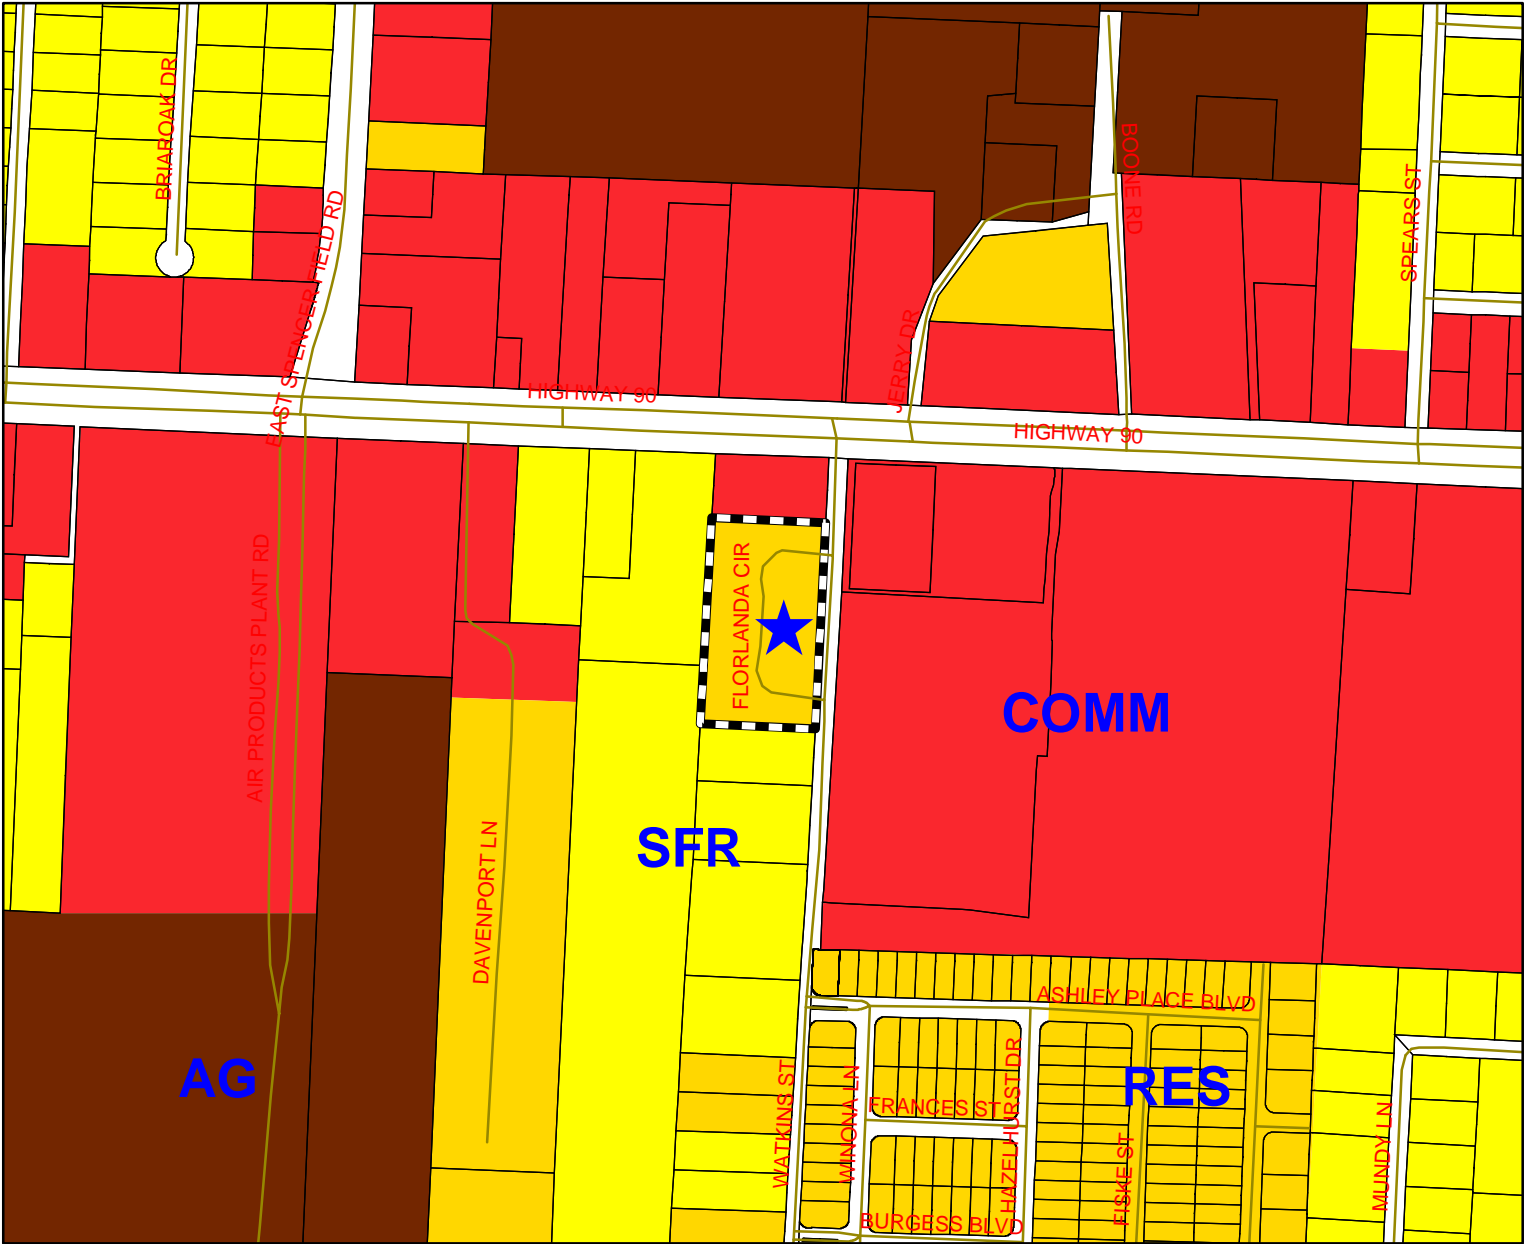 BRIAROAK DR
EAST SPENCER FIELD RD
BOONE RD
SPEARS ST
JERRY DR
HIGHWAY 90
HIGHWAY 90
AIR PRODUCTS PLANT RD
FLORLANDA CIR
COMM
SFR
DAVENPORT LN
ASHLEY PLACE BLVD
AG
RES
WATKINS ST
WINONA LN
FRANCES ST
HAZELHURST DR
FISKE ST
MUNDY LN
BURGESS BLVD